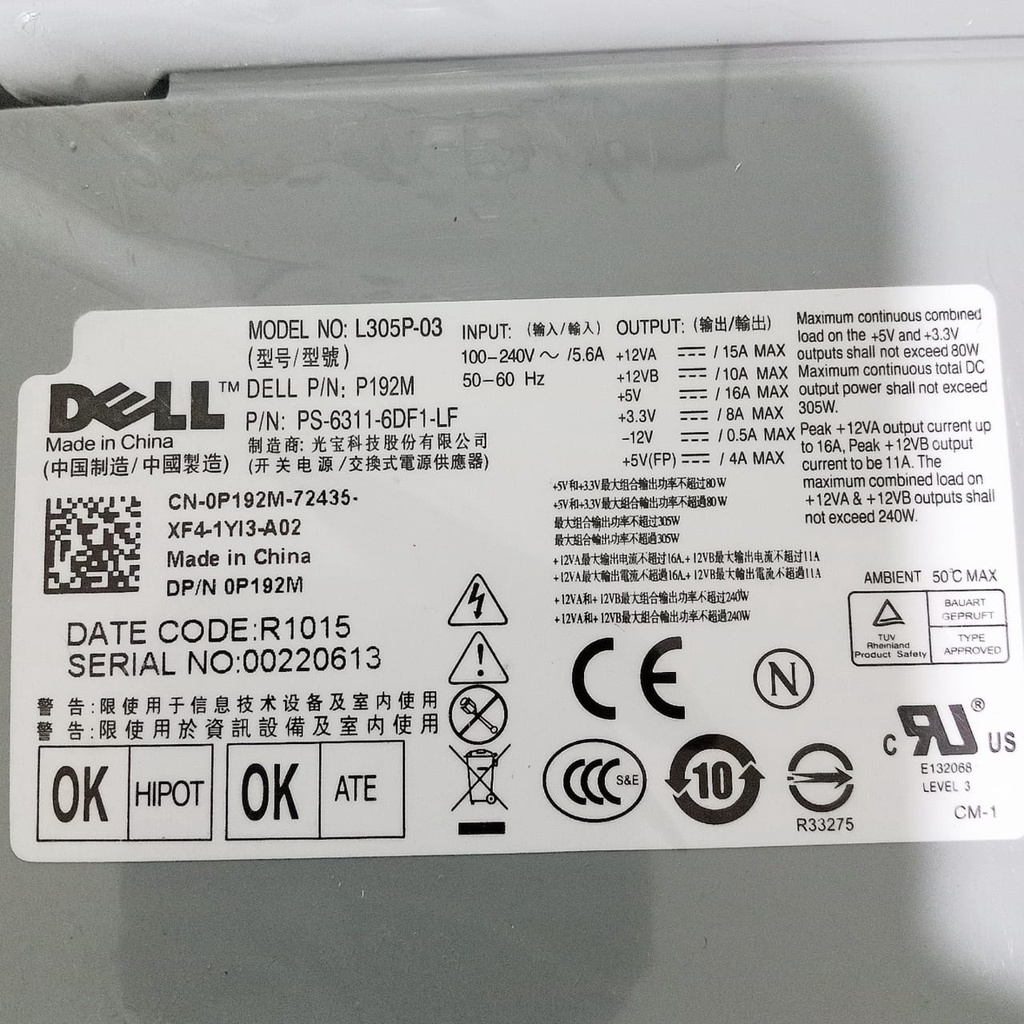 MODEL NO: L305P-03
(型号/型號)
DELL™ DELL P/N: P192M
P/N: PS-6311-6DF1-LF
Made in China
(中国制造/中國製造)
制造商: 光宝科技股份有限公司
(开关电源/交換式電源供應器)
INPUT: (输入/輸入)
100-240V ～ /5.6A
50-60 Hz
OUTPUT: (输出/輸出)
+12VA ⎓ / 15A MAX
+12VB ⎓ / 10A MAX
+5V ⎓ / 16A MAX
+3.3V ⎓ / 8A MAX
-12V ⎓ / 0.5A MAX
+5V(FP) ⎓ / 4A MAX
Maximum continuous combined
load on the +5V and +3.3V
outputs shall not exceed 80W
Maximum continuous total DC
output power shall not exceed
305W.
Peak +12VA output current up
to 16A, Peak +12VB output
current to be 11A. The
maximum combined load on
+12VA & +12VB outputs shall
not exceed 240W.
+5V和+3.3V最大组合输出功率不超过80W
+5V和+3.3V最大組合輸出功率不超過80W
最大组合输出功率不超过305W
最大組合輸出功率不超過305W
+12VA最大输出电流不超过16A,+12VB最大输出电流不超过11A
+12VA最大輸出電流不超過16A,+12VB最大輸出電流不超過11A
+12VA和+12VB最大组合输出功率不超过240W
+12VA和+12VB最大組合輸出功率不超過240W
CN-0P192M-72435-
XF4-1YI3-A02
Made in China
DP/N 0P192M
DATE CODE:R1015
SERIAL NO:00220613
警告:限使用于信息技术设备及室内使用
警告:限使用於資訊設備及室内使用
OK HIPOT OK ATE
CE
N
AMBIENT 50℃ MAX
TUV
Rheinland
Product Safety
BAUART
GEPRUFT
TYPE
APPROVED
CCC S&E
10
R33275
c RU ® US
E132068
LEVEL 3
CM-1